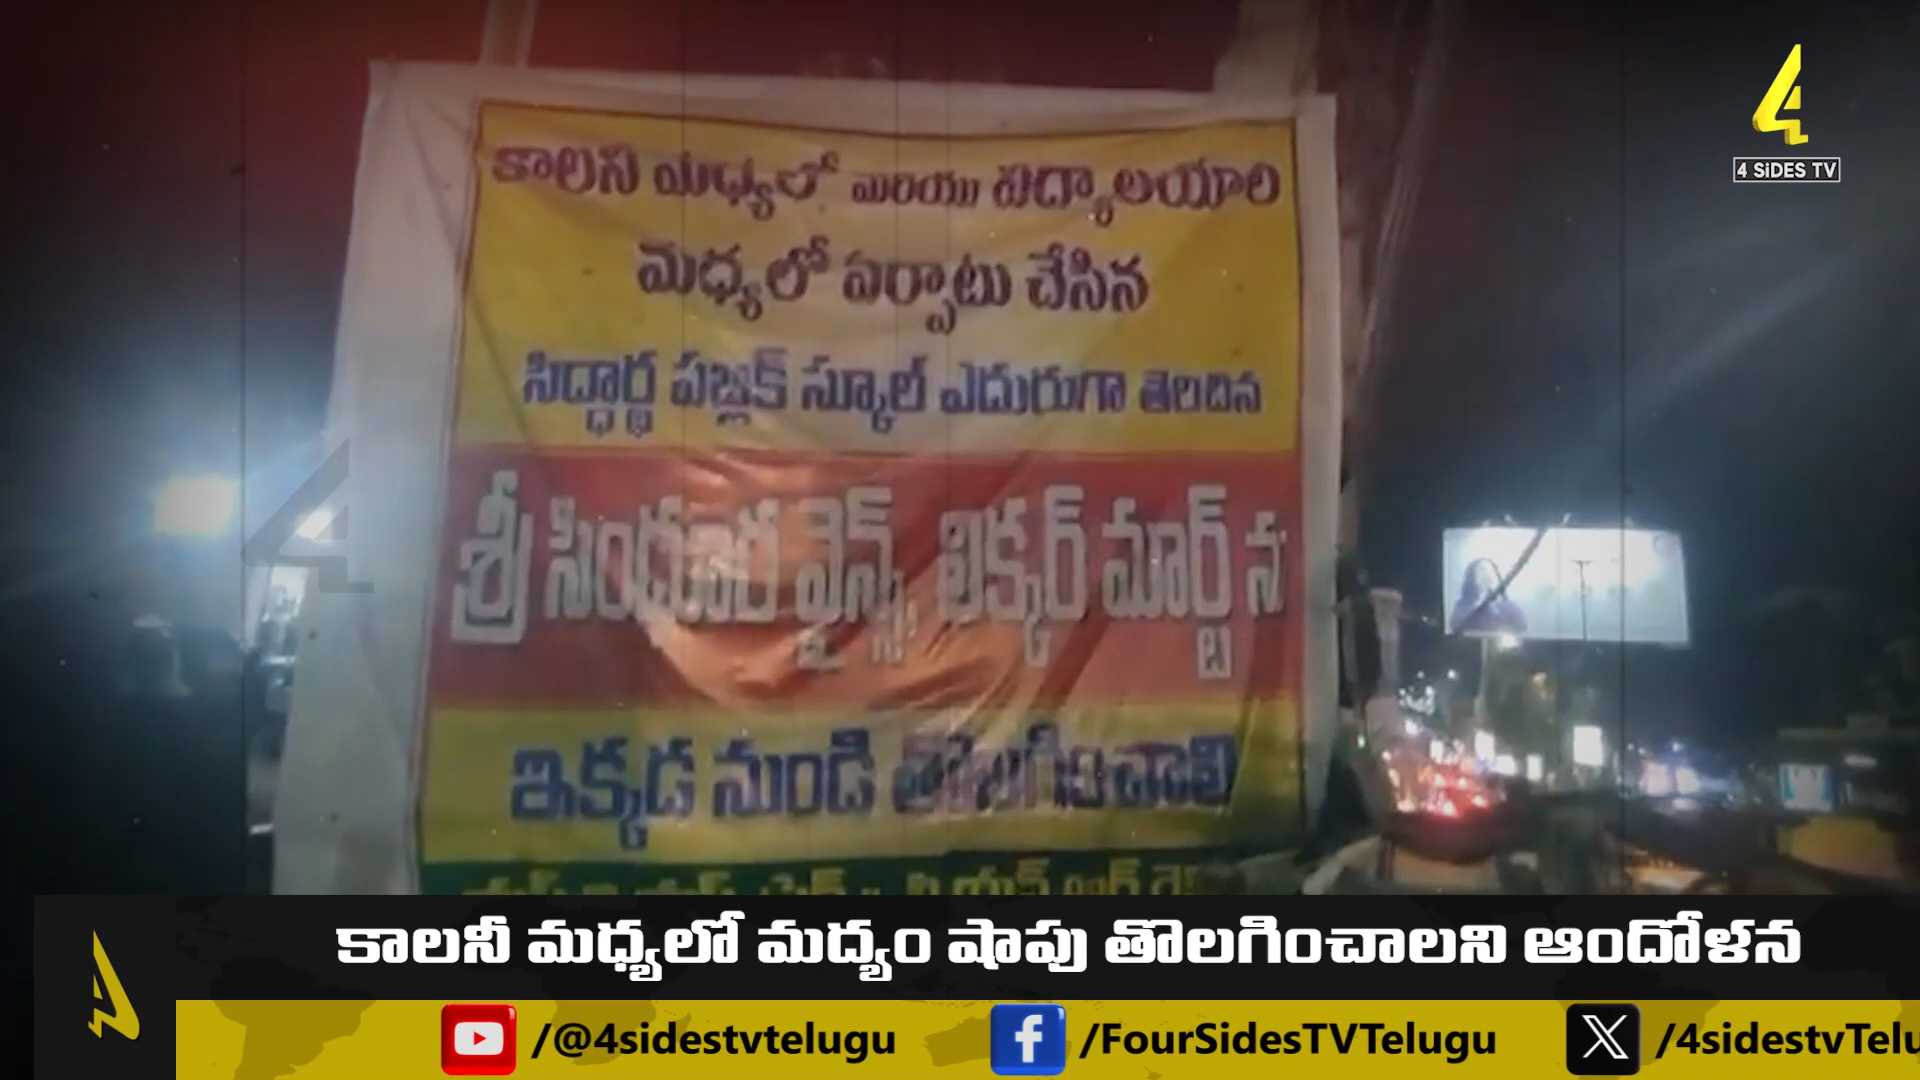 4 SiDES TV
కాలని మధ్యలో మరియు విద్యాలయాల
మధ్యలో ఏర్పాటు చేసిన
సిద్ధార్థ పబ్లిక్ స్కూల్ ఎదురుగా తెరిచిన
శ్రీ సిందూర వైన్స్, లిక్కర్ మార్ట్ ను
ఇక్కడ నుండి తొలగించాలి
కాలనీ మధ్యలో మద్యం షాపు తొలగించాలని ఆందోళన
/@4sidestvtelugu
/FourSidesTVTelugu
/4sidestvTelu